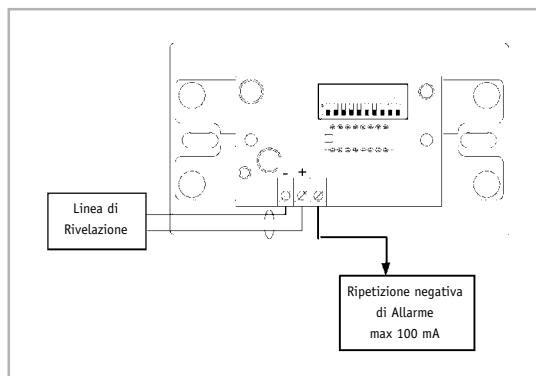 - +
Linea di
Rivelazione
Ripetizione negativa
di Allarme
max 100 mA